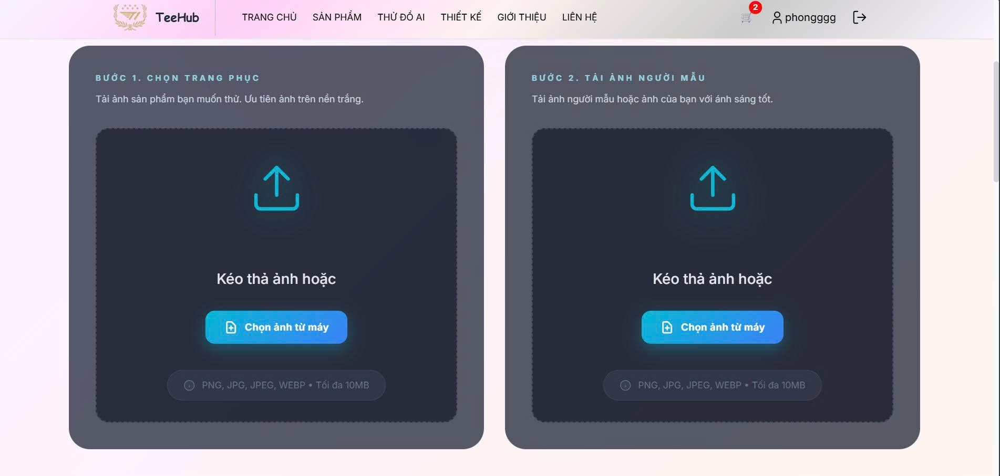 TeeHub
TRANG CHỦ SẢN PHẨM THỬ ĐỒ AI THIẾT KẾ GIỚI THIỆU LIÊN HỆ
2
phongggg
BƯỚC 1. CHỌN TRANG PHỤC
Tải ảnh sản phẩm bạn muốn thử. Ưu tiên ảnh trên nền trắng.
Kéo thả ảnh hoặc
Chọn ảnh từ máy
PNG, JPG, JPEG, WEBP • Tối đa 10MB
BƯỚC 2. TẢI ẢNH NGƯỜI MẪU
Tải ảnh người mẫu hoặc ảnh của bạn với ánh sáng tốt.
Kéo thả ảnh hoặc
Chọn ảnh từ máy
PNG, JPG, JPEG, WEBP • Tối đa 10MB